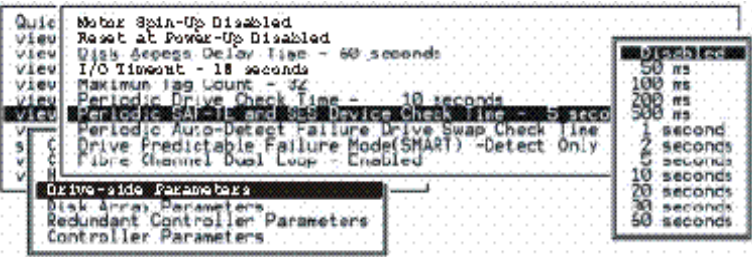 Quic
view
view
view
view
view
view
view
v
s C
v C
v H
Motor Spin-Up Disabled
Reset at Power-Up Disabled
Disk Access Delay Time - 60 seconds
I/O Timeout - 18 seconds
Maximum Tag Count - 32
Periodic Drive Check Time - 10 seconds
Periodic SAF-TE and SES Device Check Time - 5 seco
Periodic Auto-Detect Failure Drive Swap Check Time
Drive Predictable Failure Mode(SMART) -Detect Only
Fibre Channel Dual Loop - Enabled
Drive-side Parameters
Disk Array Parameters
Redundant Controller Parameters
Controller Parameters
Disabled
50 ms
100 ms
200 ms
500 ms
1 second
2 seconds
5 seconds
10 seconds
20 seconds
30 seconds
60 seconds